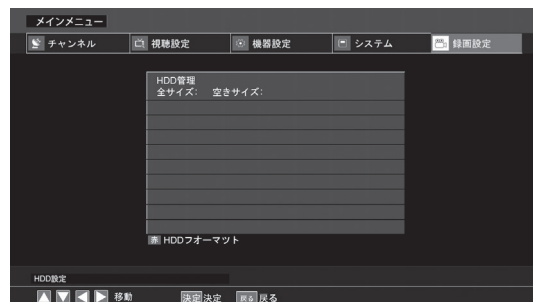 メインメニュー
チャンネル 視聴設定 機器設定 システム 録画設定
HDD管理
全サイズ: 空きサイズ:
赤 HDDフオーマツト
HDD設定
移動 決定 決定 戻る 戻る